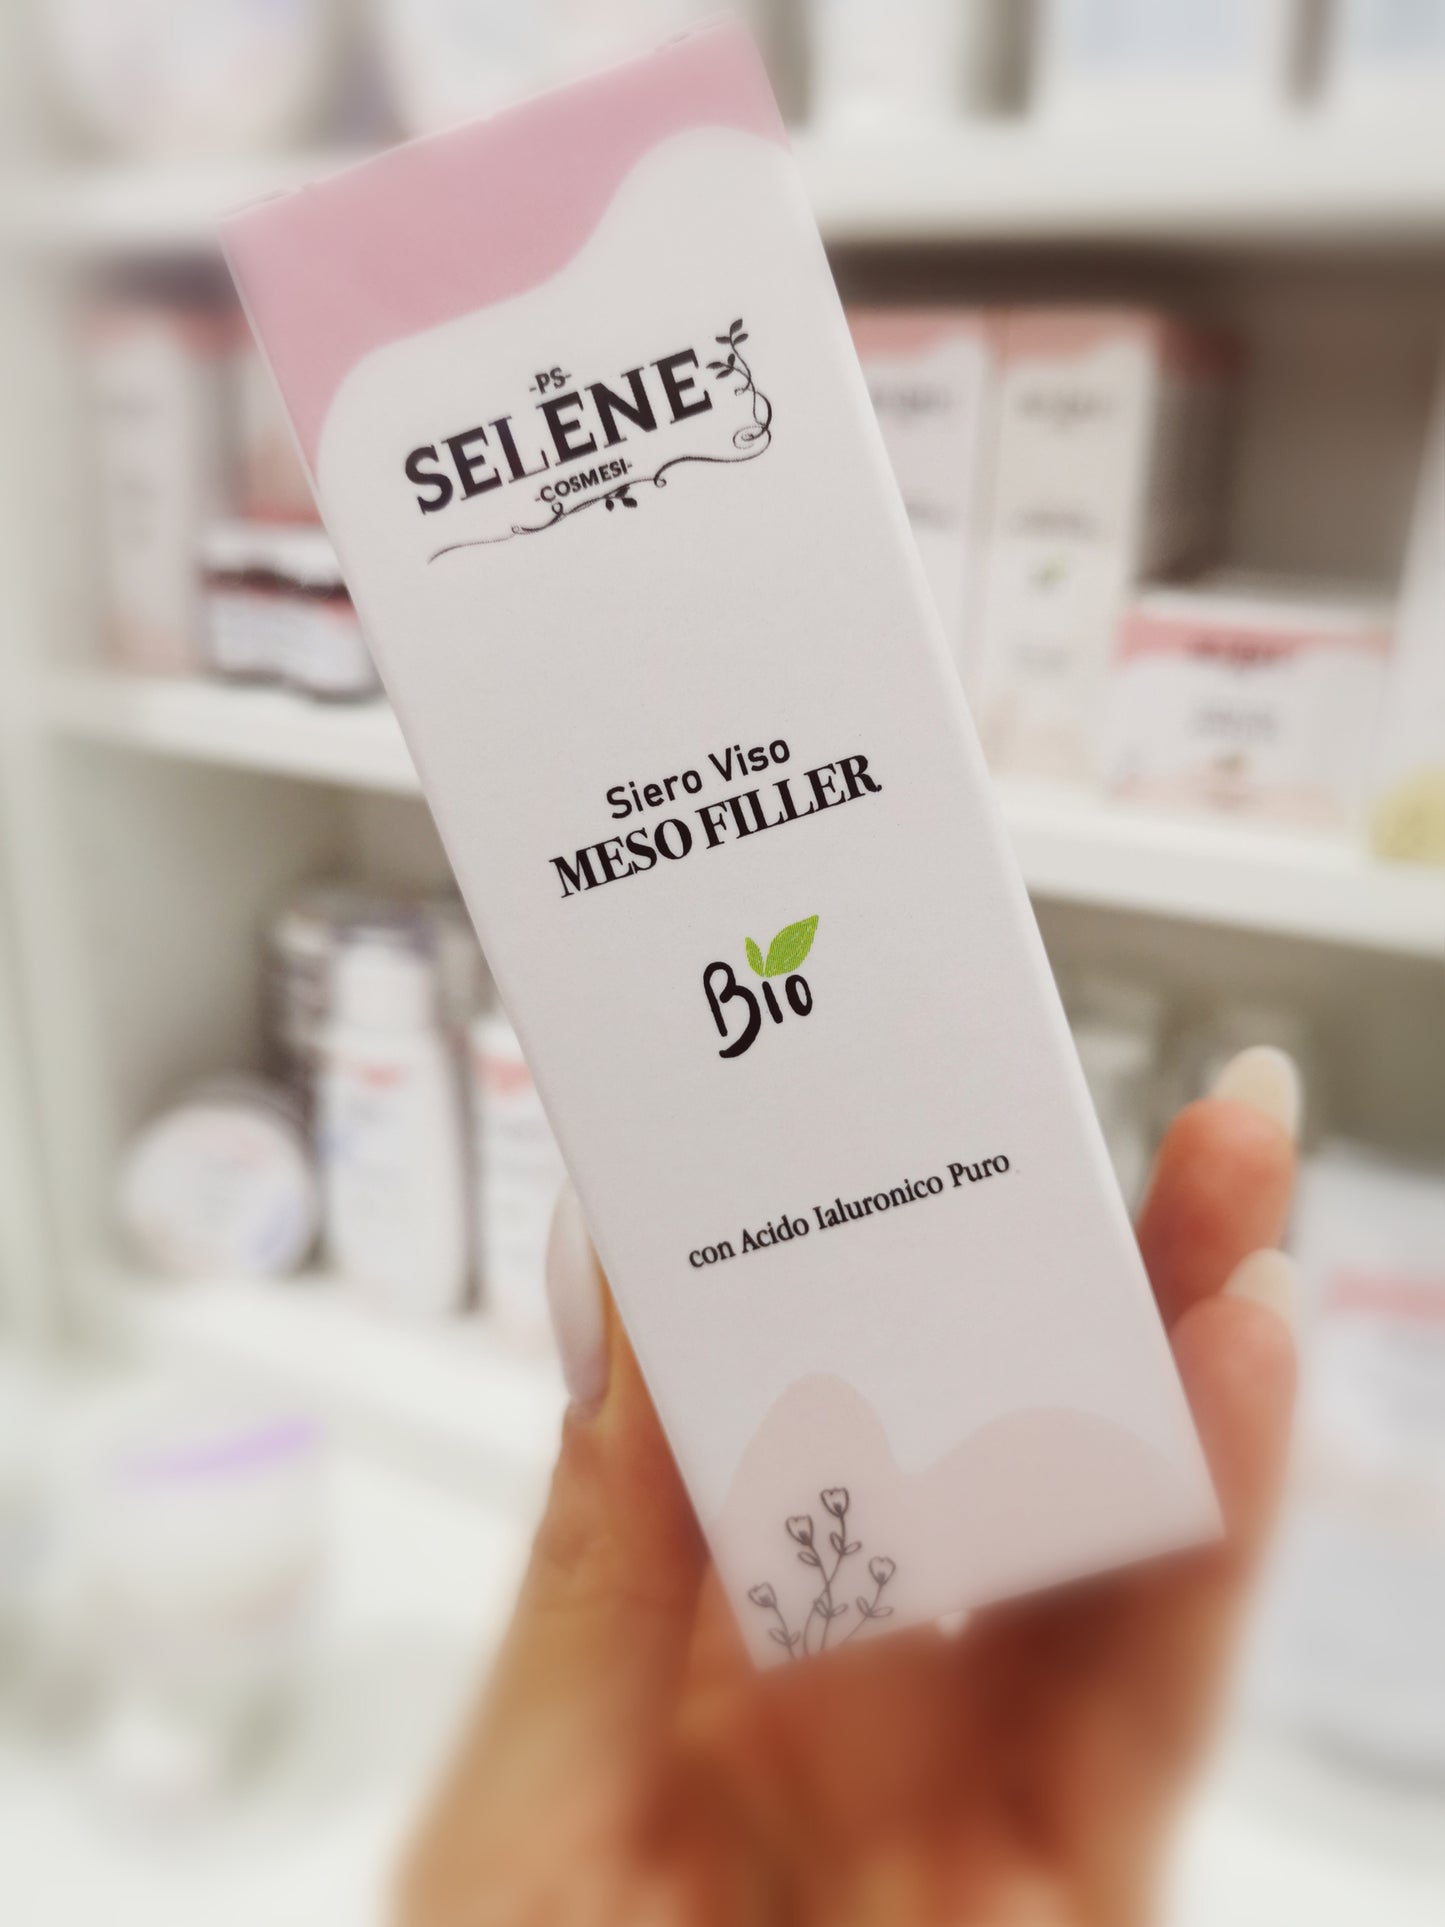 -PS-
SELENE
-COSMESI-
Siero Viso
MESO FILLER
Bio
con Acido Ialuronico Puro